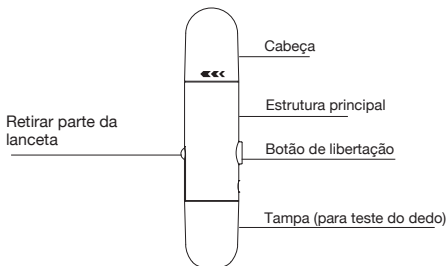 Cabeça
Estrutura principal
Retirar parte da
lanceta
Botão de libertação
Tampa (para teste do dedo)